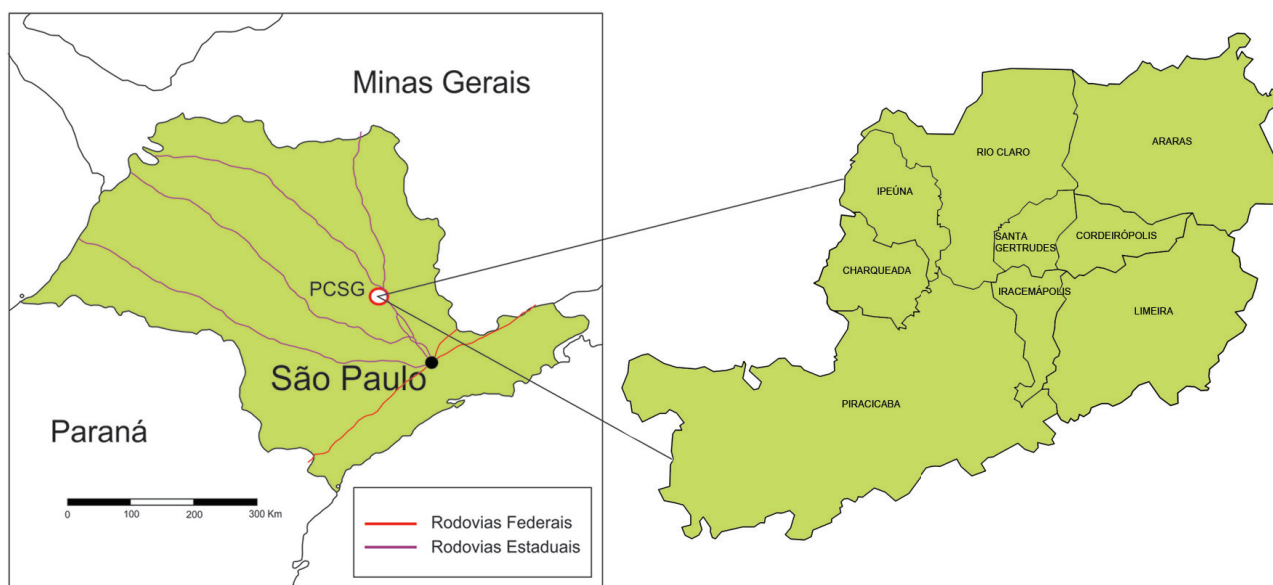 Minas Gerais
PCSG
São Paulo
Paraná
0 100 200 300 Km
Rodovias Federais
Rodovias Estaduais
ARARAS
RIO CLARO
IPEÚNA
SANTA
GERTRUDES
CORDEIRÓPOLIS
CHARQUEADA
IRACEMÁPOLIS
LIMEIRA
PIRACICABA